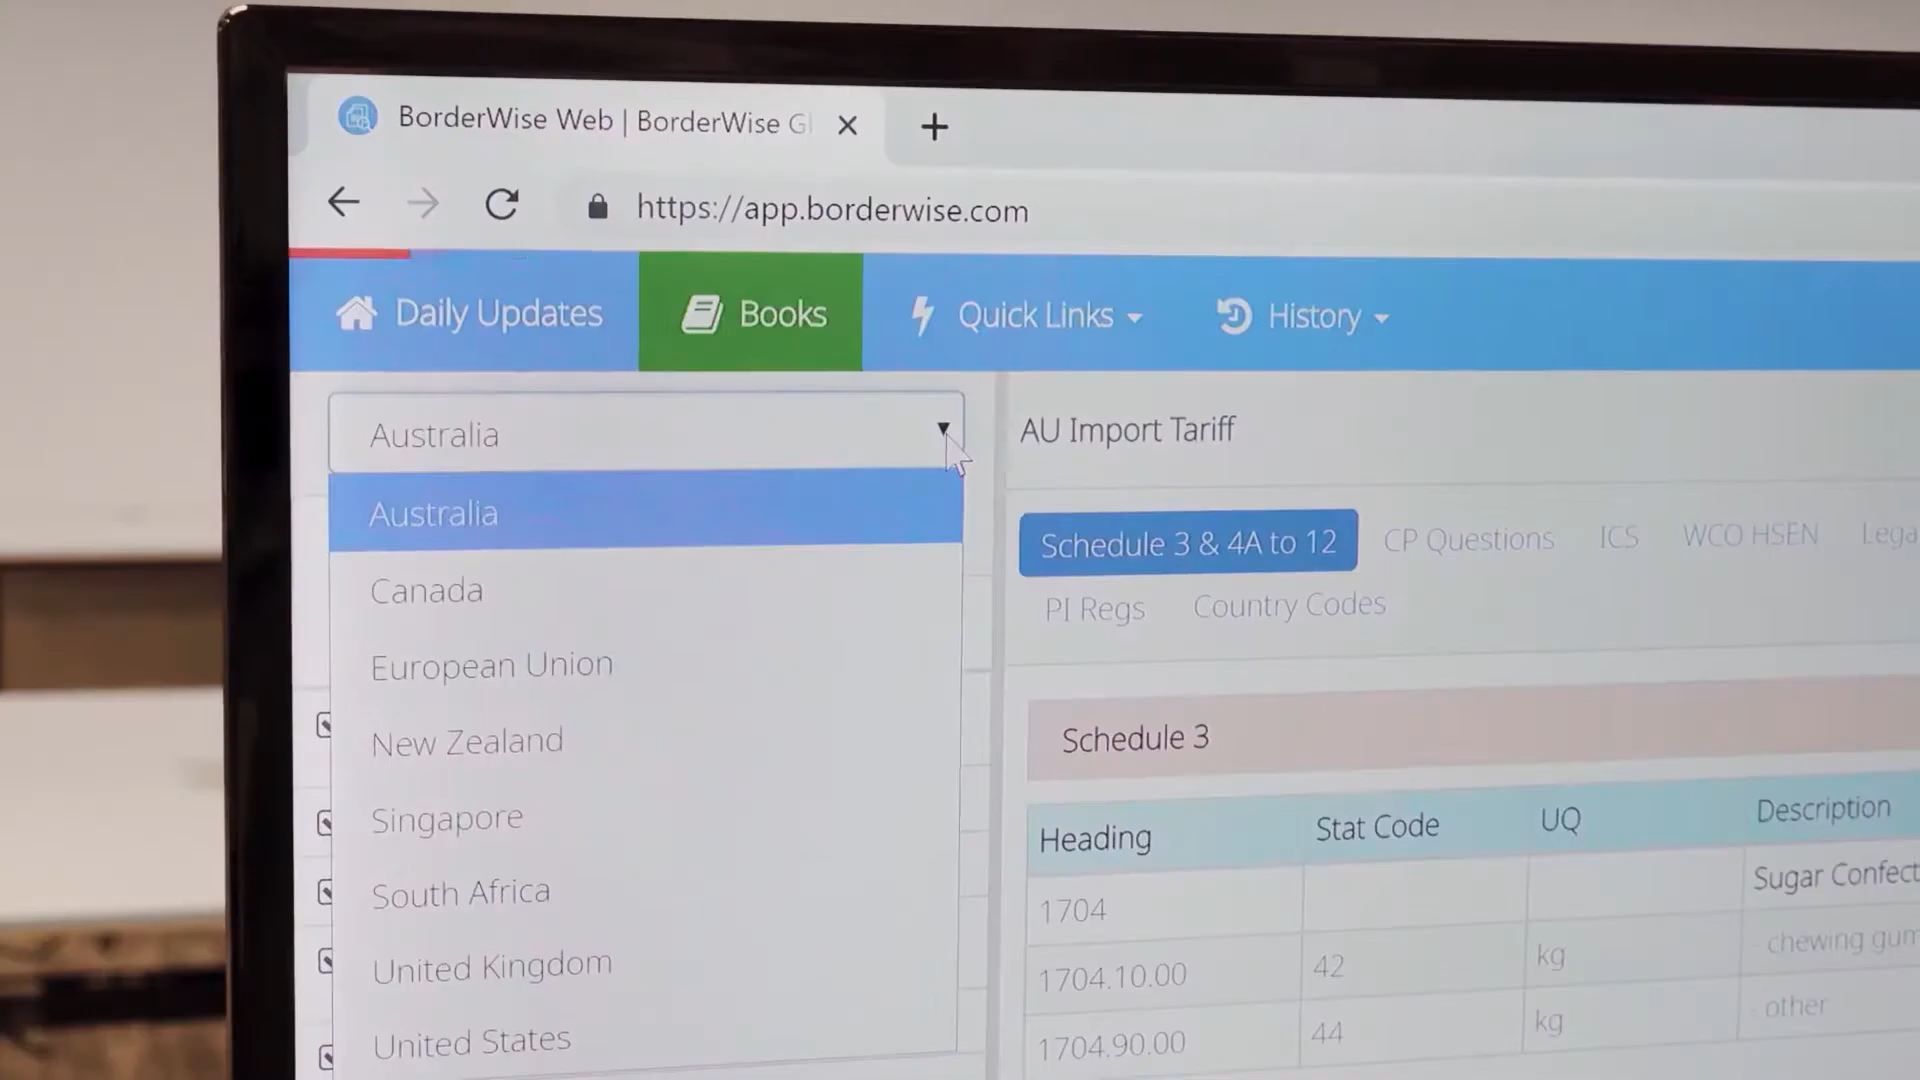 BorderWise Web | BorderWise Gl
https://app.borderwise.com
Daily Updates
Books
Quick Links
History
Australia
Australia
Canada
European Union
New Zealand
Singapore
South Africa
United Kingdom
United States
AU Import Tariff
Schedule 3 & 4A to 12
CP Questions
ICS
WCO HSEN
Lega
PI Regs
Country Codes
Schedule 3
Heading Stat Code UQ Description
1704 Sugar Confect
1704.10.00 42 kg - chewing gum
1704.90.00 44 kg - other